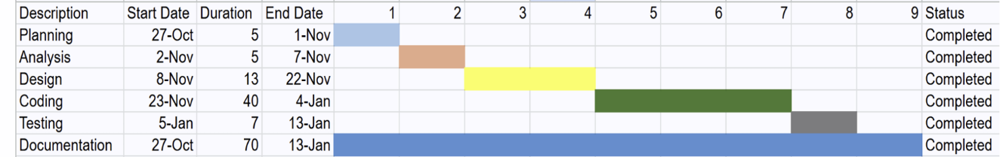 Description Start Date Duration End Date 1 2 3 4 5 6 7 8 9 Status
Planning 27-Oct 5 1-Nov Completed
Analysis 2-Nov 5 7-Nov Completed
Design 8-Nov 13 22-Nov Completed
Coding 23-Nov 40 4-Jan Completed
Testing 5-Jan 7 13-Jan Completed
Documentation 27-Oct 70 13-Jan Completed